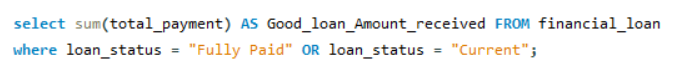 select sum(total_payment) AS Good_loan_Amount_received FROM financial_loan
where loan_status = "Fully Paid" OR loan_status = "Current";